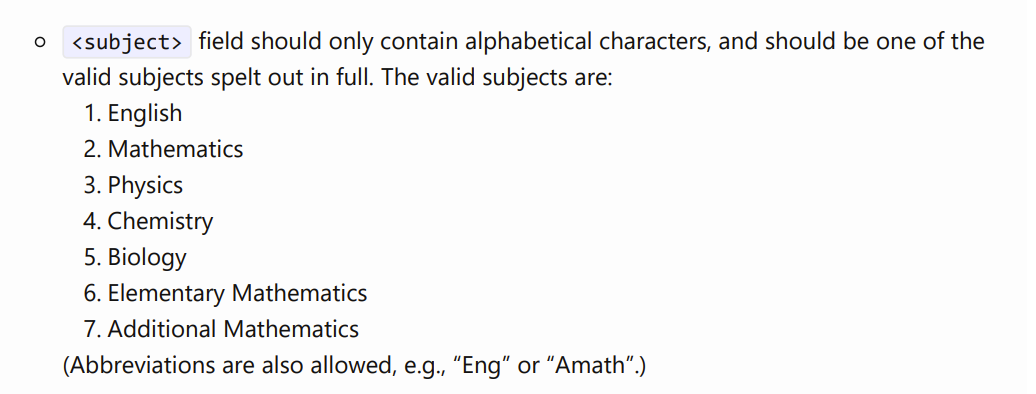 <subject> field should only contain alphabetical characters, and should be one of the
valid subjects spelt out in full. The valid subjects are:
1. English
2. Mathematics
3. Physics
4. Chemistry
5. Biology
6. Elementary Mathematics
7. Additional Mathematics
(Abbreviations are also allowed, e.g., “Eng” or “Amath”.)